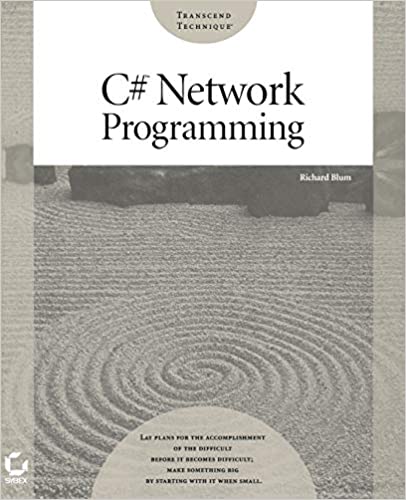 TRANSCEND
TECHNIQUE®
C# Network
Programming
Richard Blum
LAY PLANS FOR THE ACCOMPLISHMENT
OF THE DIFFICULT
BEFORE IT BECOMES DIFFICULT;
MAKE SOMETHING BIG
BY STARTING WITH IT WHEN SMALL.
SYBEX